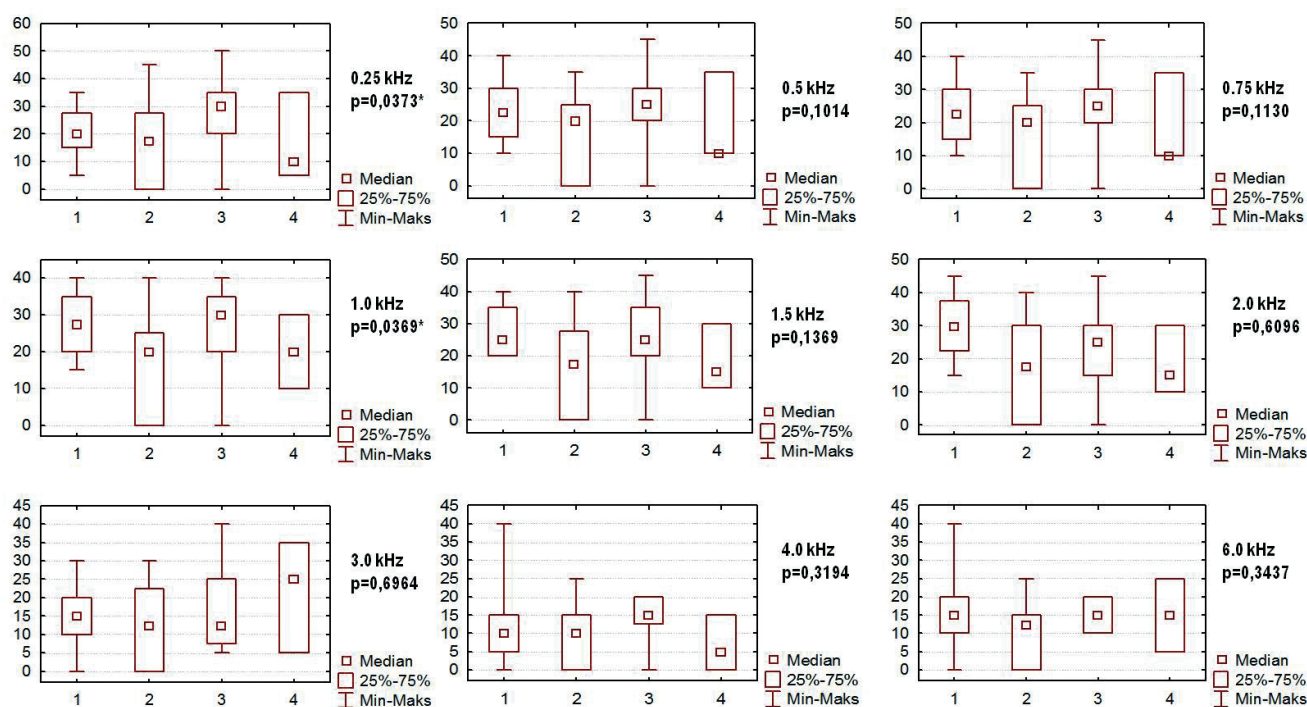 60
50
40
30
20
10
0
1 2 3 4
0.25 kHz
p=0,0373*
Median
25%-75%
Min-Maks
50
40
30
20
10
0
1 2 3 4
0.5 kHz
p=0,1014
Median
25%-75%
Min-Maks
50
40
30
20
10
0
1 2 3 4
0.75 kHz
p=0,1130
Median
25%-75%
Min-Maks
40
30
20
10
0
1 2 3 4
1.0 kHz
p=0,0369*
Median
25%-75%
Min-Maks
50
40
30
20
10
0
1 2 3 4
1.5 kHz
p=0,1369
Median
25%-75%
Min-Maks
50
40
30
20
10
0
1 2 3 4
2.0 kHz
p=0,6096
Median
25%-75%
Min-Maks
45
40
35
30
25
20
15
10
5
0
1 2 3 4
3.0 kHz
p=0,6964
Median
25%-75%
Min-Maks
45
40
35
30
25
20
15
10
5
0
1 2 3 4
4.0 kHz
p=0,3194
Median
25%-75%
Min-Maks
45
40
35
30
25
20
15
10
5
0
1 2 3 4
6.0 kHz
p=0,3437
Median
25%-75%
Min-Maks